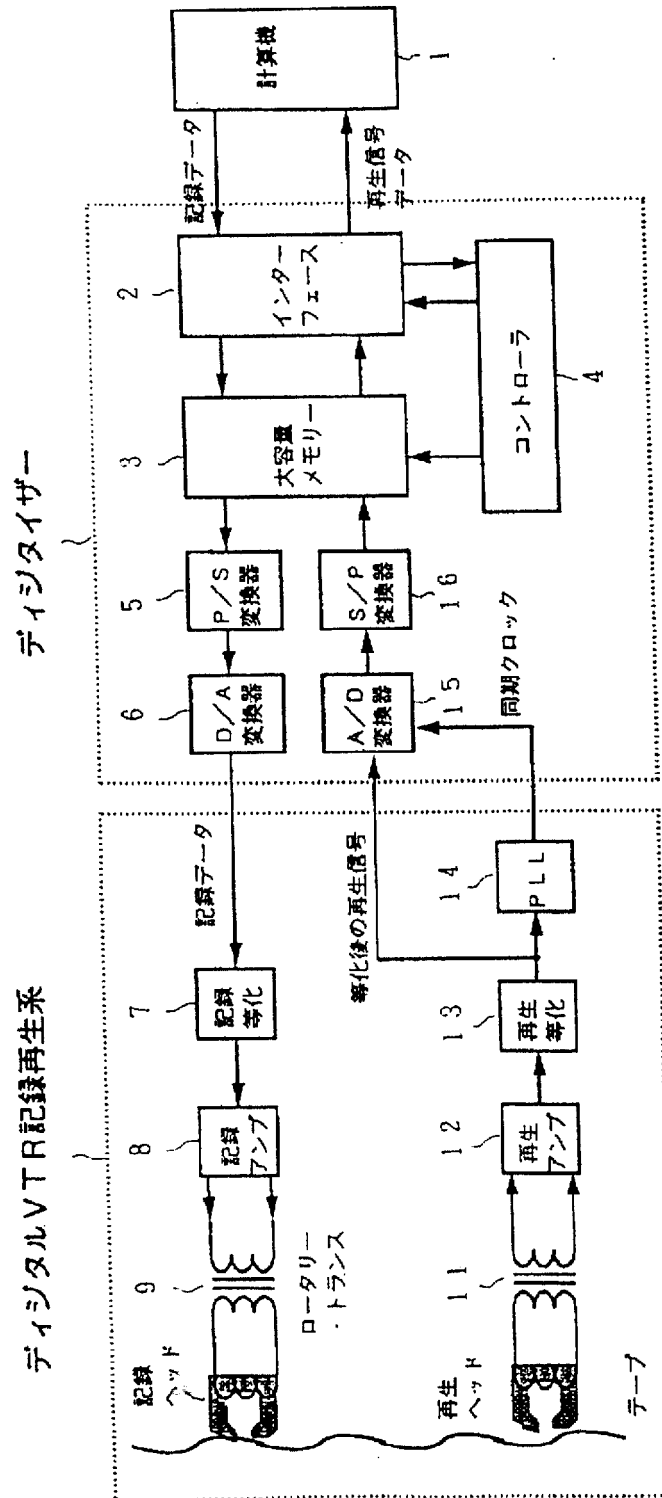 ディジタルVTR記録再生系
ディジタイザー
記録
ヘッド
9
ロータリー
・トランス
8
記録
アンプ
7
記録
等化
記録データ
6
D/A
変換器
5
P/S
変換器
3
大容量
メモリー
2
インター
フェース
記録データ
計算機
1
再生信号
データ
再生
ヘッド
テープ
11
12
再生
アンプ
13
再生
等化
等化後の再生信号
14
PLL
同期クロック
A/D
変換器
15
S/P
変換器
16
コントローラ
4